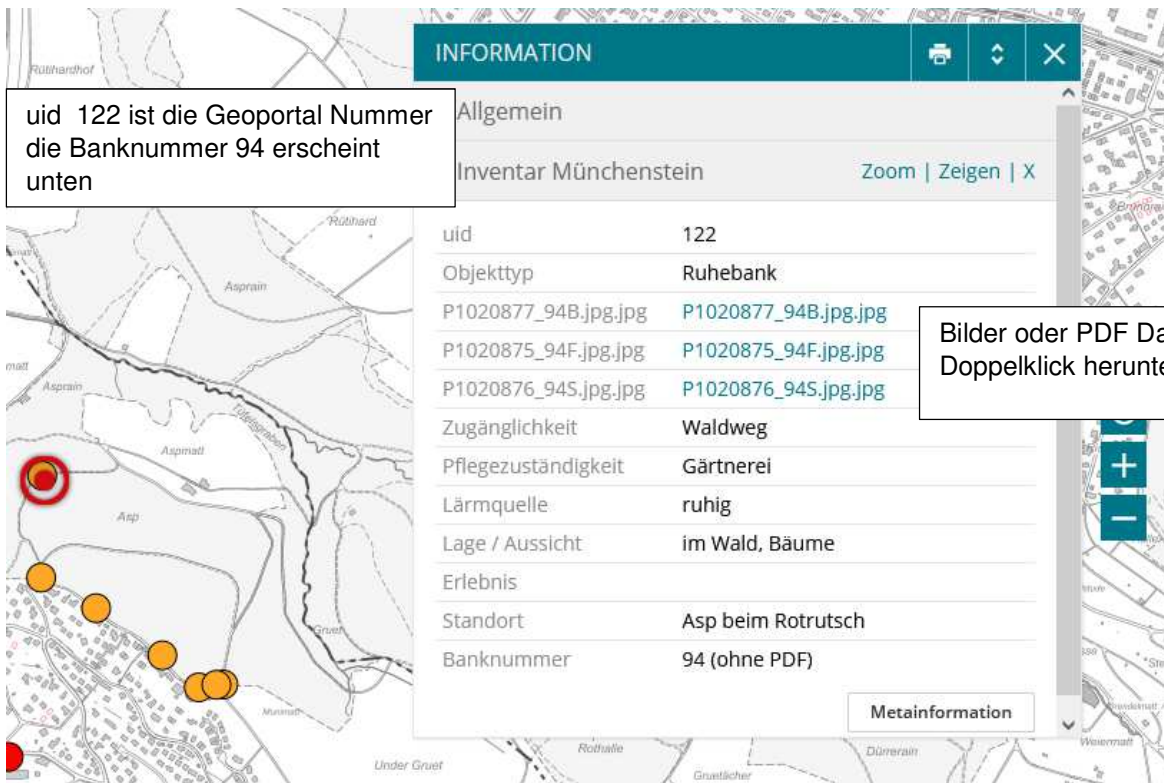 INFORMATION
Rütihardhof
uid 122 ist die Geoportal Nummer
die Banknummer 94 erscheint
unten
Allgemein
Inventar Münchenstein Zoom | Zeigen | X
Rütihard
uid 122
Objekttyp Ruhebank
Asprain
P1020877_94B.jpg.jpg P1020877_94B.jpg.jpg
P1020875_94F.jpg.jpg P1020875_94F.jpg.jpg
P1020876_94S.jpg.jpg P1020876_94S.jpg.jpg
Bilder oder PDF Da
Doppelklick herunte
Asprain
Zugänglichkeit Waldweg
Tüfelsgraben
Aspmatt
Pflegezuständigkeit Gärtnerei
Lärmquelle ruhig
Asp
Lage / Aussicht im Wald, Bäume
Erlebnis
Standort Asp beim Rotrutsch
Gruet
Banknummer 94 (ohne PDF)
Metainformation
Rothalle
Dürrerain
Weiermatt
Under Gruet
Gruetächer